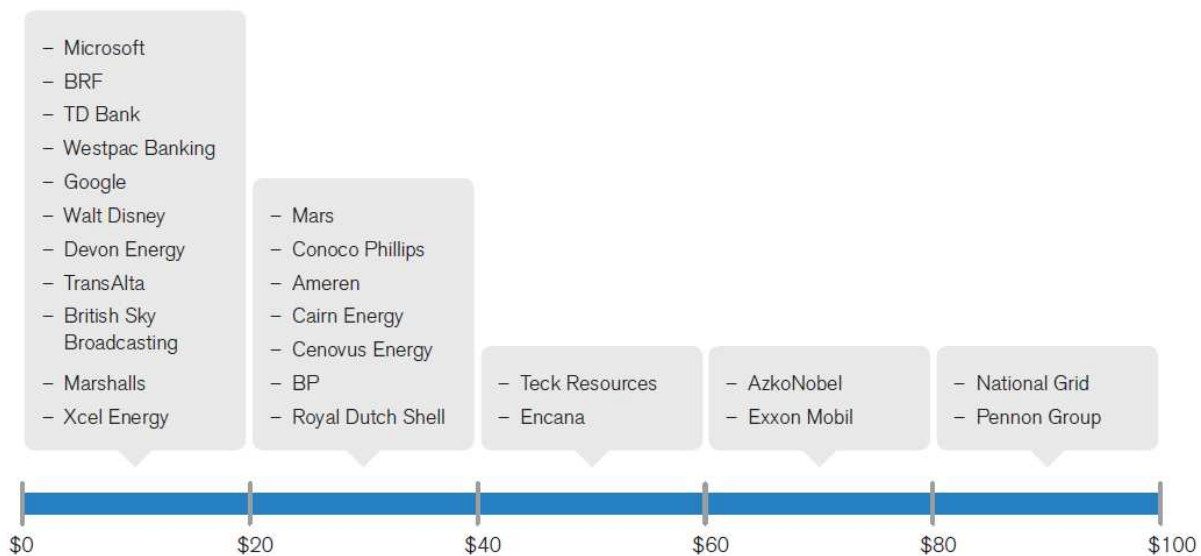 – Microsoft
– BRF
– TD Bank
– Westpac Banking
– Google
– Walt Disney
– Devon Energy
– TransAlta
– British Sky
Broadcasting
– Marshalls
– Xcel Energy
– Mars
– Conoco Phillips
– Ameren
– Cairn Energy
– Cenovus Energy
– BP
– Royal Dutch Shell
– Teck Resources
– Encana
– AzkoNobel
– Exxon Mobil
– National Grid
– Pennon Group
$0 $20 $40 $60 $80 $100